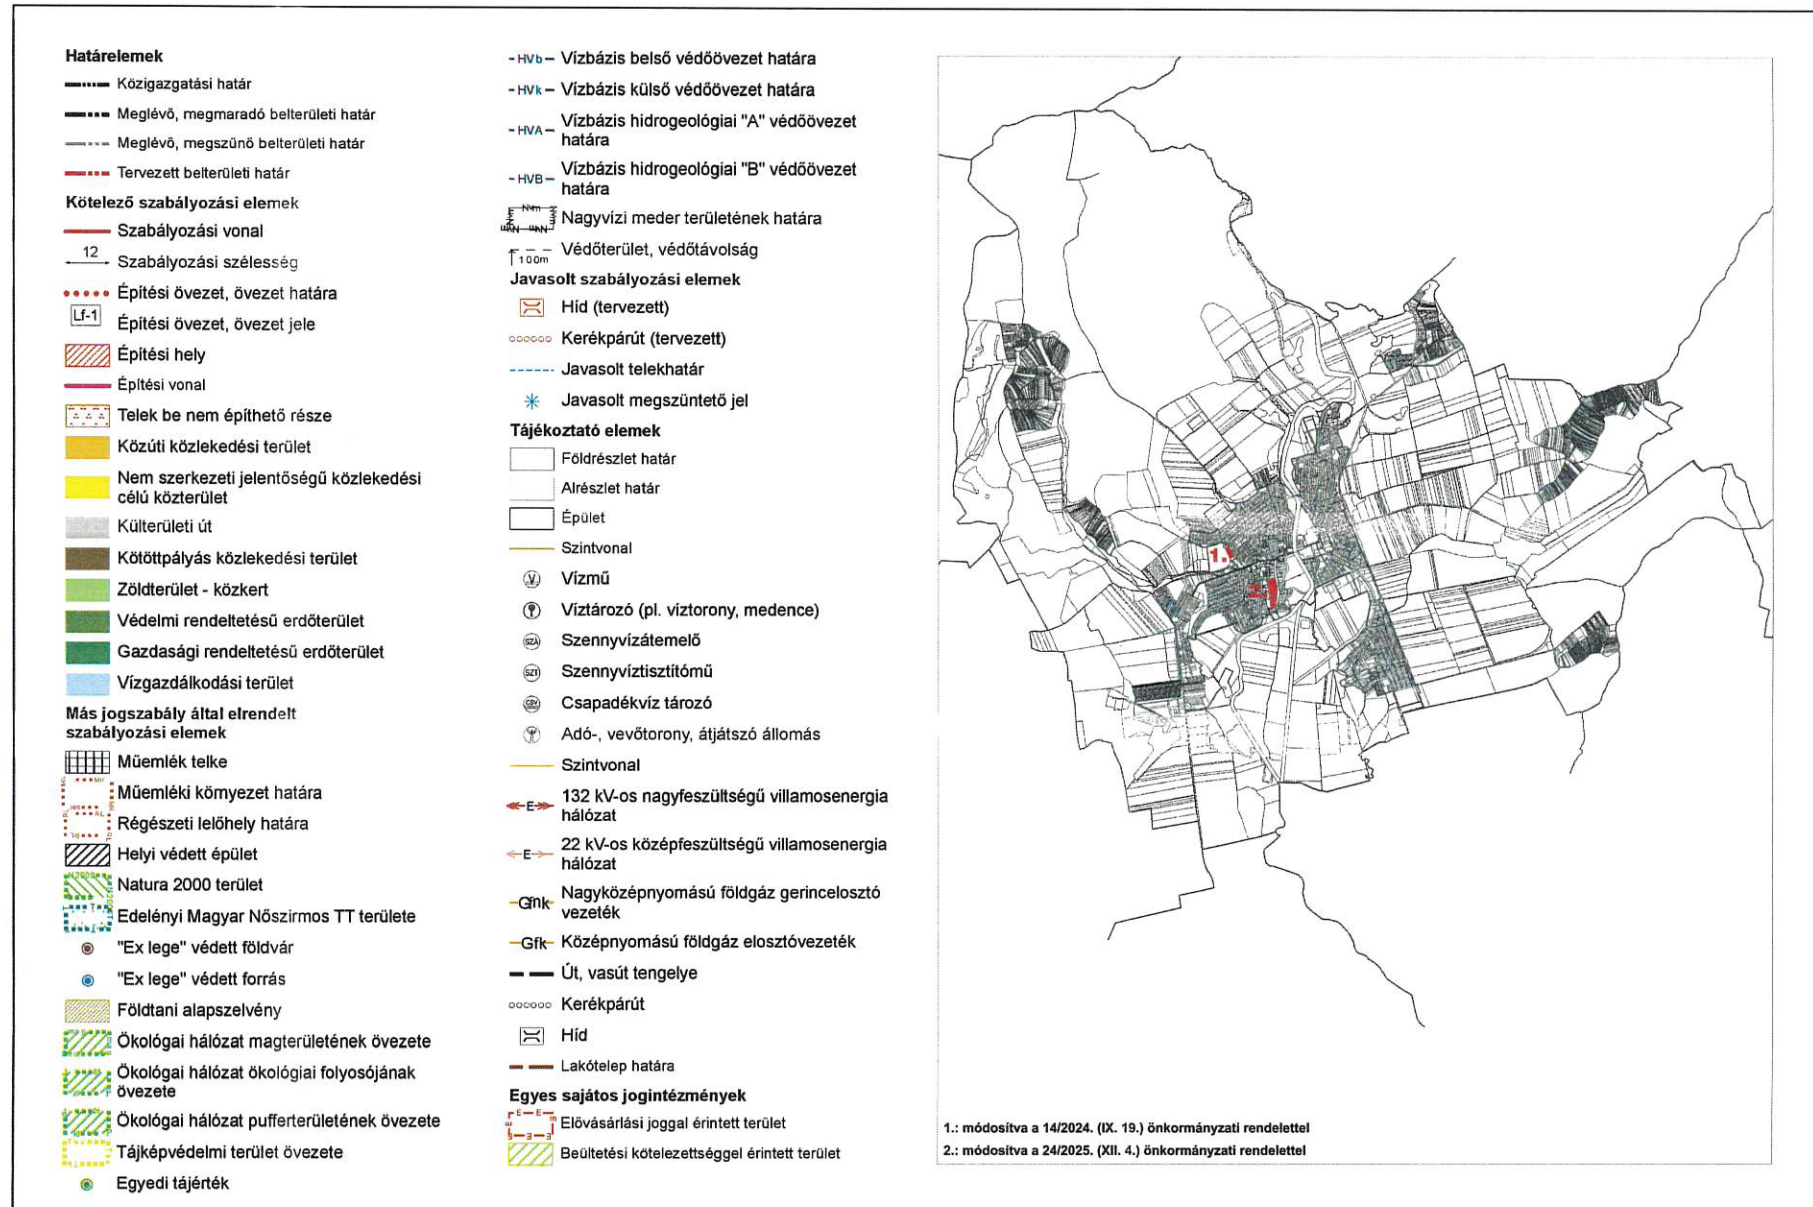 Határelemek
Közigazgatási határ
Meglévő, megmaradó belterületi határ
Meglévő, megszűnő belterületi határ
Tervezett belterületi határ
Kötelező szabályozási elemek
Szabályozási vonal
12
Szabályozási szélesség
Építési övezet, övezet határa
Lf-1
Építési övezet, övezet jele
Építési hely
Építési vonal
Telek be nem építhető része
Közúti közlekedési terület
Nem szerkezeti jelentőségű közlekedési
célú közterület
Külterületi út
Kötöttpályás közlekedési terület
Zöldterület - közkert
Védelmi rendeltetésű erdőterület
Gazdasági rendeltetésű erdőterület
Vízgazdálkodási terület
Más jogszabály által elrendelt
szabályozási elemek
Műemlék telke
Műemléki környezet határa
Régészeti lelőhely határa
Helyi védett épület
Natura 2000 terület
Edelényi Magyar Nőszirmos TT területe
"Ex lege" védett földvár
"Ex lege" védett forrás
Földtani alapszelvény
Ökológai hálózat magterületének övezete
Ökológai hálózat ökológiai folyosójának
övezete
Ökológai hálózat pufferterületének övezete
Tájképvédelmi terület övezete
Egyedi tájérték
HVb Vízbázis belső védőövezet határa
HVk Vízbázis külső védőövezet határa
HVA Vízbázis hidrogeológiai "A" védőövezet
határa
HVB Vízbázis hidrogeológiai "B" védőövezet
határa
Nagyvízi meder területének határa
100m Védőterület, védőtávolság
Javasolt szabályozási elemek
Híd (tervezett)
Kerékpárút (tervezett)
Javasolt telekhatár
Javasolt megszüntető jel
Tájékoztató elemek
Földrészlet határ
Alrészlet határ
Épület
Szintvonal
V Vízmű
Víztározó (pl. víztorony, medence)
SZÁ Szennyvízátemelő
SZT Szennyvíztisztítómű
Csapadékvíz tározó
Adó-, vevőtorony, átjátszó állomás
Szintvonal
E 132 kV-os nagyfeszültségű villamosenergia
hálózat
E 22 kV-os középfeszültségű villamosenergia
hálózat
Gfnk Nagyközépnyomású földgáz gerincelosztó
vezeték
Gfk Középnyomású földgáz elosztóvezeték
Út, vasút tengelye
Kerékpárút
Híd
Lakótelep határa
Egyes sajátos jogintézmények
Elővásárlási joggal érintett terület
Beültetési kötelezettséggel érintett terület
1.
2.
1.: módosítva a 14/2024. (IX. 19.) önkormányzati rendelettel
2.: módosítva a 24/2025. (XII. 4.) önkormányzati rendelettel